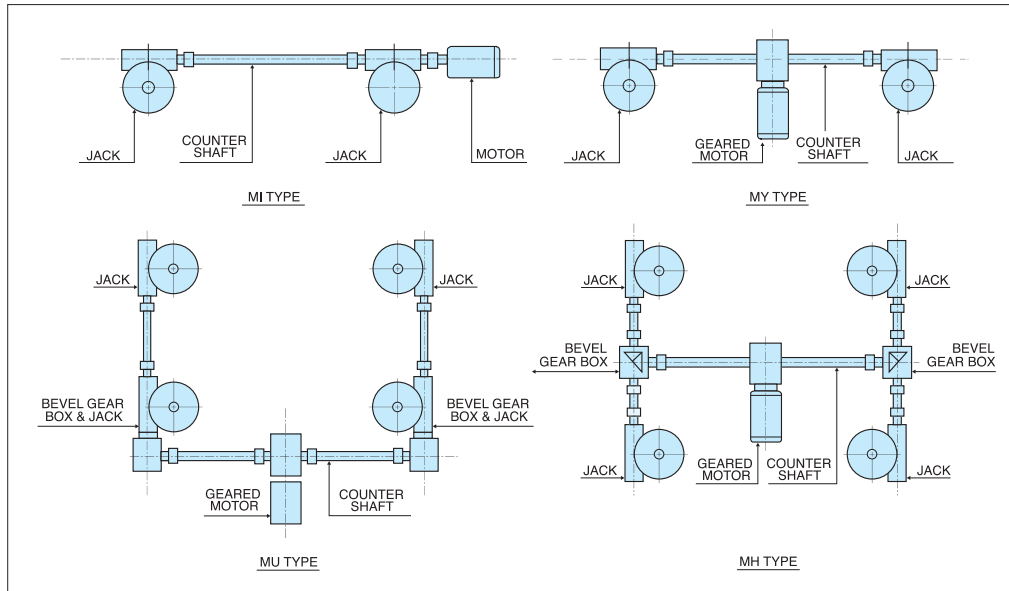 JACK
COUNTER
SHAFT
JACK
MOTOR
MI TYPE
JACK
GEARED
MOTOR
COUNTER
SHAFT
JACK
MY TYPE
JACK
JACK
BEVEL GEAR
BOX & JACK
BEVEL GEAR
BOX & JACK
GEARED
MOTOR
COUNTER
SHAFT
MU TYPE
JACK
JACK
BEVEL
GEAR BOX
BEVEL
GEAR BOX
JACK
GEARED
MOTOR
COUNTER
SHAFT
JACK
MH TYPE